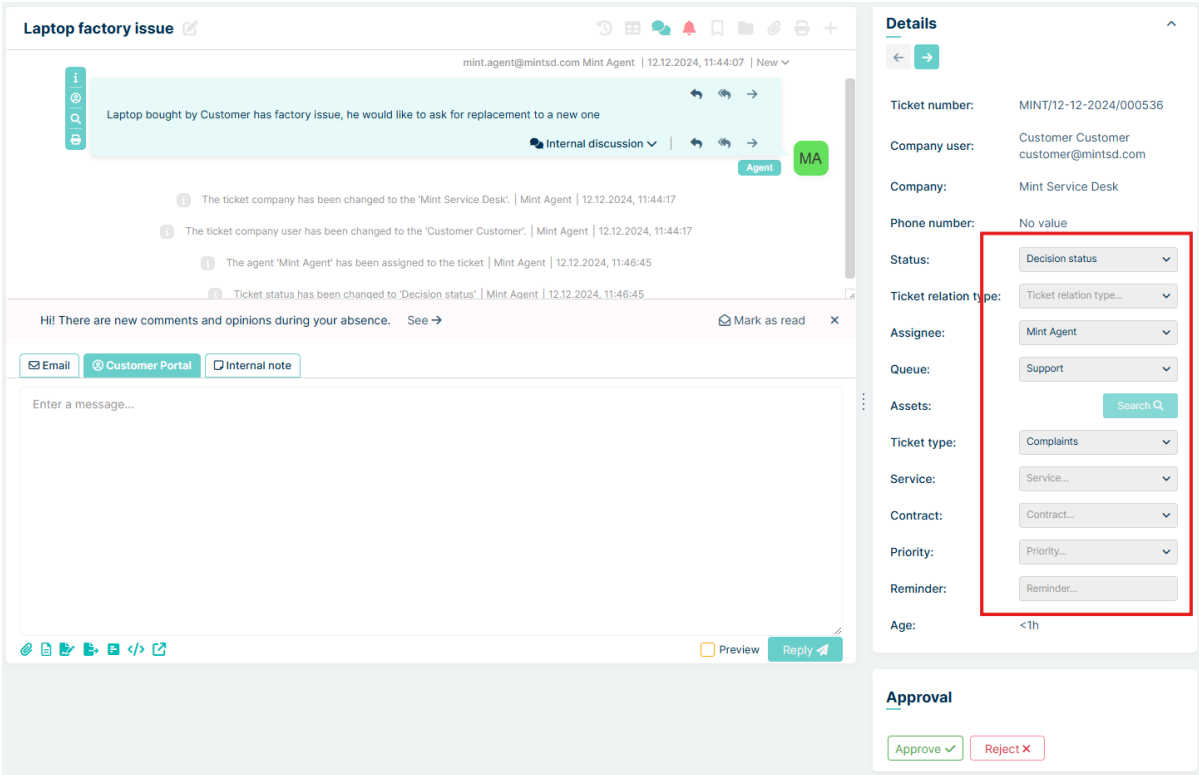 Laptop factory issue
mint.agent@mintsd.com Mint Agent | 12.12.2024, 11:44:07 | New
Laptop bought by Customer has factory issue, he would like to ask for replacement to a new one
Internal discussion
Agent
MA
The ticket company has been changed to the 'Mint Service Desk'. | Mint Agent | 12.12.2024, 11:44:17
The ticket company user has been changed to the 'Customer Customer'. | Mint Agent | 12.12.2024, 11:44:17
The agent 'Mint Agent' has been assigned to the ticket | Mint Agent | 12.12.2024, 11:46:45
Ticket status has been changed to 'Decision status' | Mint Agent | 12.12.2024, 11:46:45
Hi! There are new comments and opinions during your absence. See → Mark as read
Email Customer Portal Internal note
Enter a message...
Preview Reply
Details
Ticket number: MINT/12-12-2024/000536
Company user: Customer Customer
customer@mintsd.com
Company: Mint Service Desk
Phone number: No value
Status: Decision status
Ticket relation type: Ticket relation type...
Assignee: Mint Agent
Queue: Support
Assets: Search
Ticket type: Complaints
Service: Service...
Contract: Contract...
Priority: Priority...
Reminder: Reminder...
Age: <1h
Approval
Approve Reject